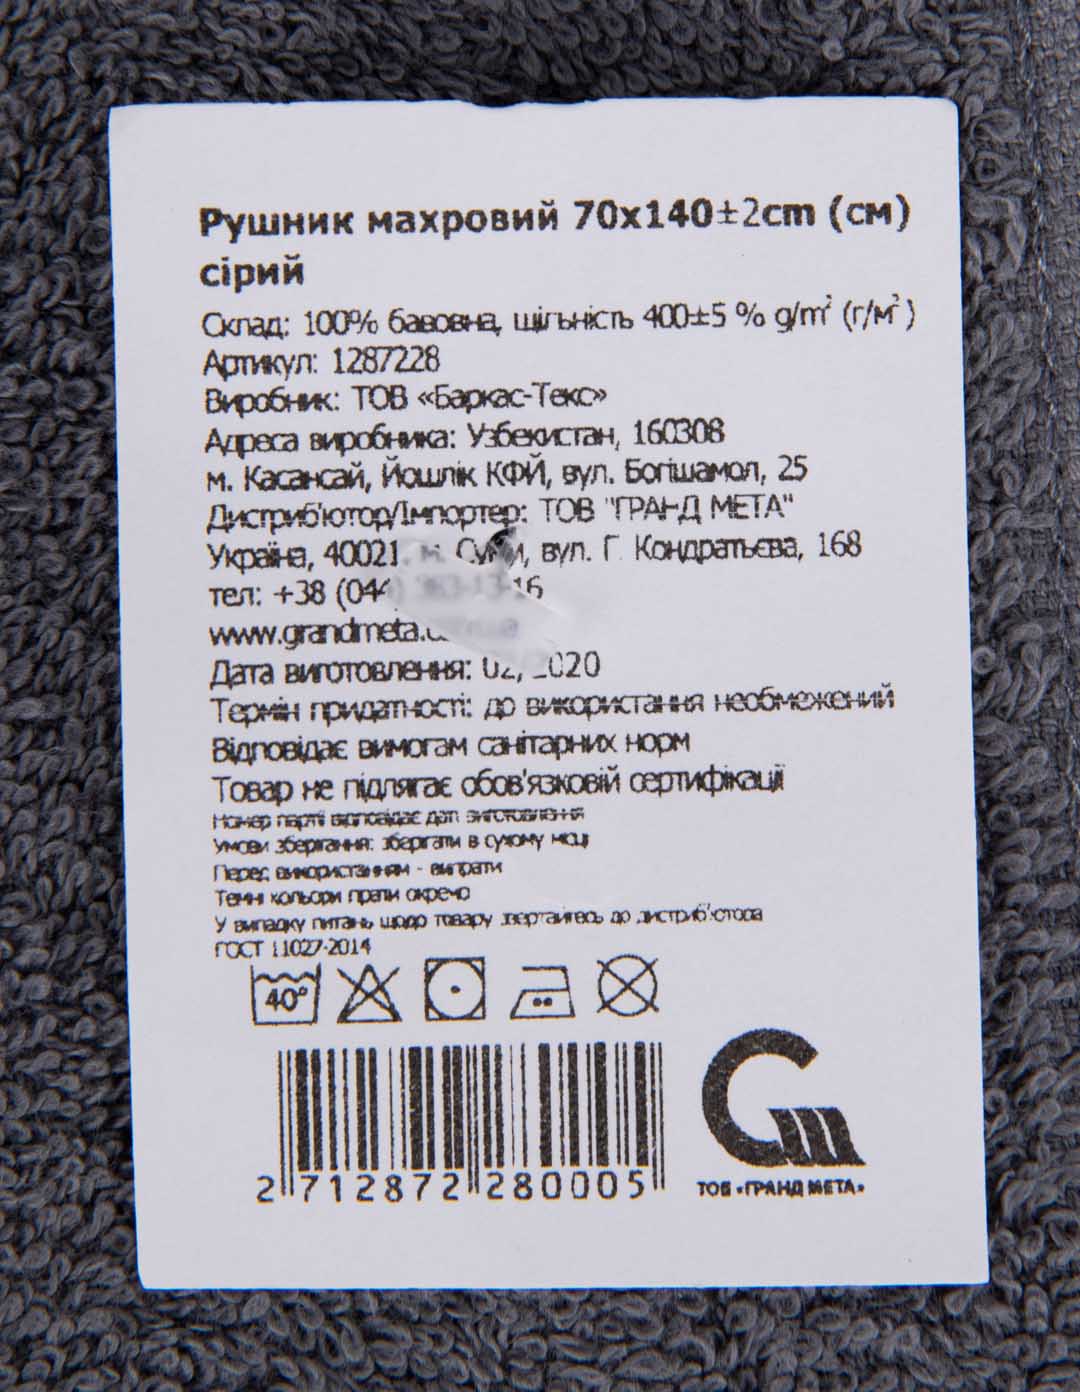 Рушник махровий 70х140±2cm (см)
сірий
Склад: 100% бавовна, щільність 400±5 % g/m² (г/м²)
Артикул: 1287228
Виробник: ТОВ «Баркас-Текс»
Адреса виробника: Узбекистан, 160308
м. Касансай, Йошлік КФЙ, вул. Богішамол, 25
Дистриб'ютор/Імпортер: ТОВ "ГРАНД МЕТА"
Україна, 40021, м. Суми, вул. Г. Кондратьєва, 168
тел: +38 (044)
Дата виготовлення: 02, 2020
Термін придатності: до використання необмежений
Відповідає вимогам санітарних норм
Товар не підлягає обов'язковій сертифікації
Номер партії відповідає даті виготовлення
Умови зберігання: зберігати в сухому місці
Перед використанням - випрати
Темні кольори прати окремо
У випадку питань щодо товару звертайтесь до дистриб'ютора
ГОСТ 11027-2014
40°
2 712872 280005
ТОВ «ГРАНД МЕТА»